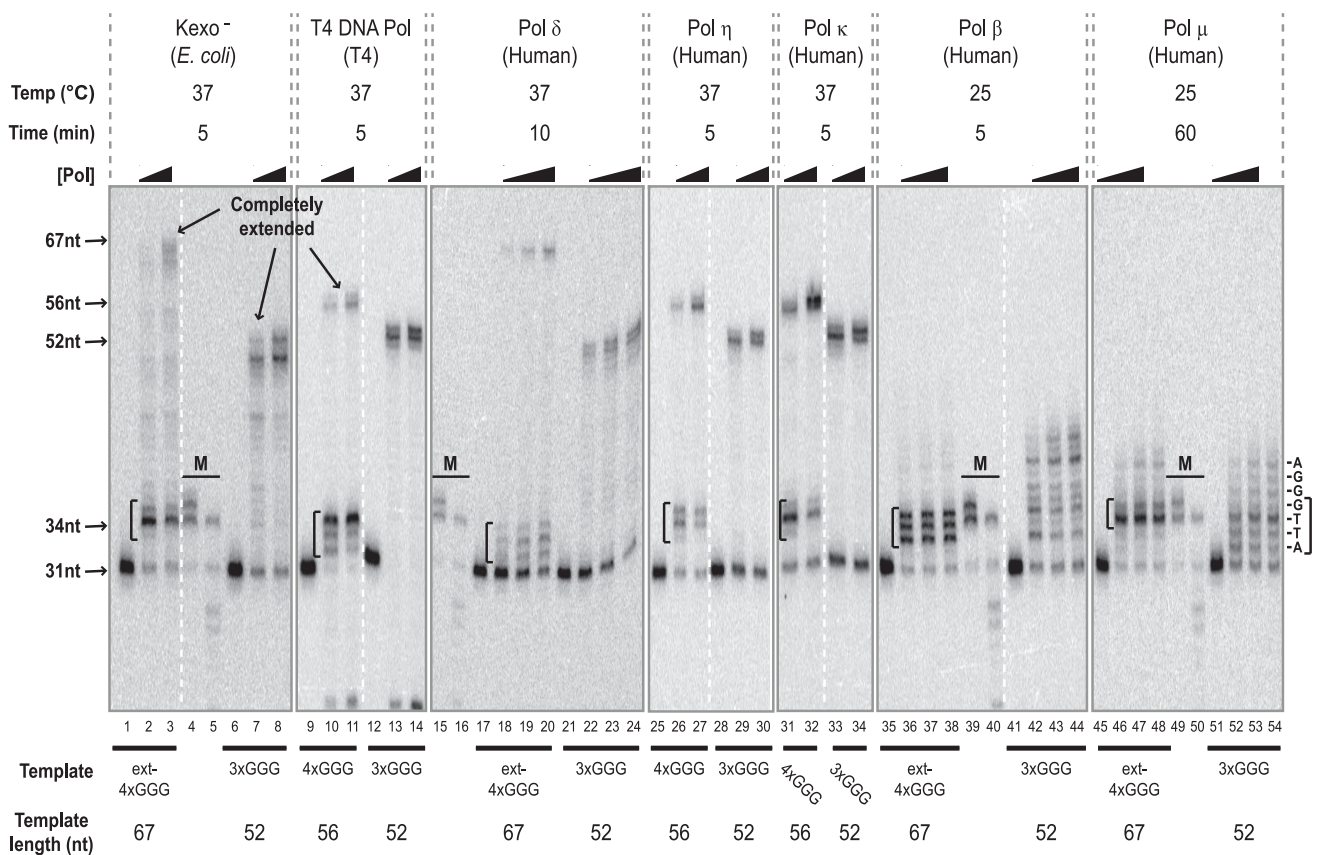 Kexo⁻ T4 DNA Pol Pol δ Pol η Pol κ Pol β Pol μ
(E. coli) (T4) (Human) (Human) (Human) (Human) (Human)
Temp (°C) 37 37 37 37 37 25 25
Time (min) 5 5 10 5 5 5 60
[Pol]
Completely
extended
67nt
56nt
52nt
M M M M
34nt
31nt
-A
-G
-G
-G
-T
-T
-A
1 2 3 4 5 6 7 8 9 10 11 12 13 14 15 16 17 18 19 20 21 22 23 24 25 26 27 28 29 30 31 32 33 34 35 36 37 38 39 40 41 42 43 44 45 46 47 48 49 50 51 52 53 54
Template ext-4xGGG 3xGGG 4xGGG 3xGGG ext-4xGGG 3xGGG 4xGGG 3xGGG 4xGGG 3xGGG ext-4xGGG 3xGGG ext-4xGGG 3xGGG
Template
length (nt) 67 52 56 52 67 52 56 52 56 52 67 52 67 52